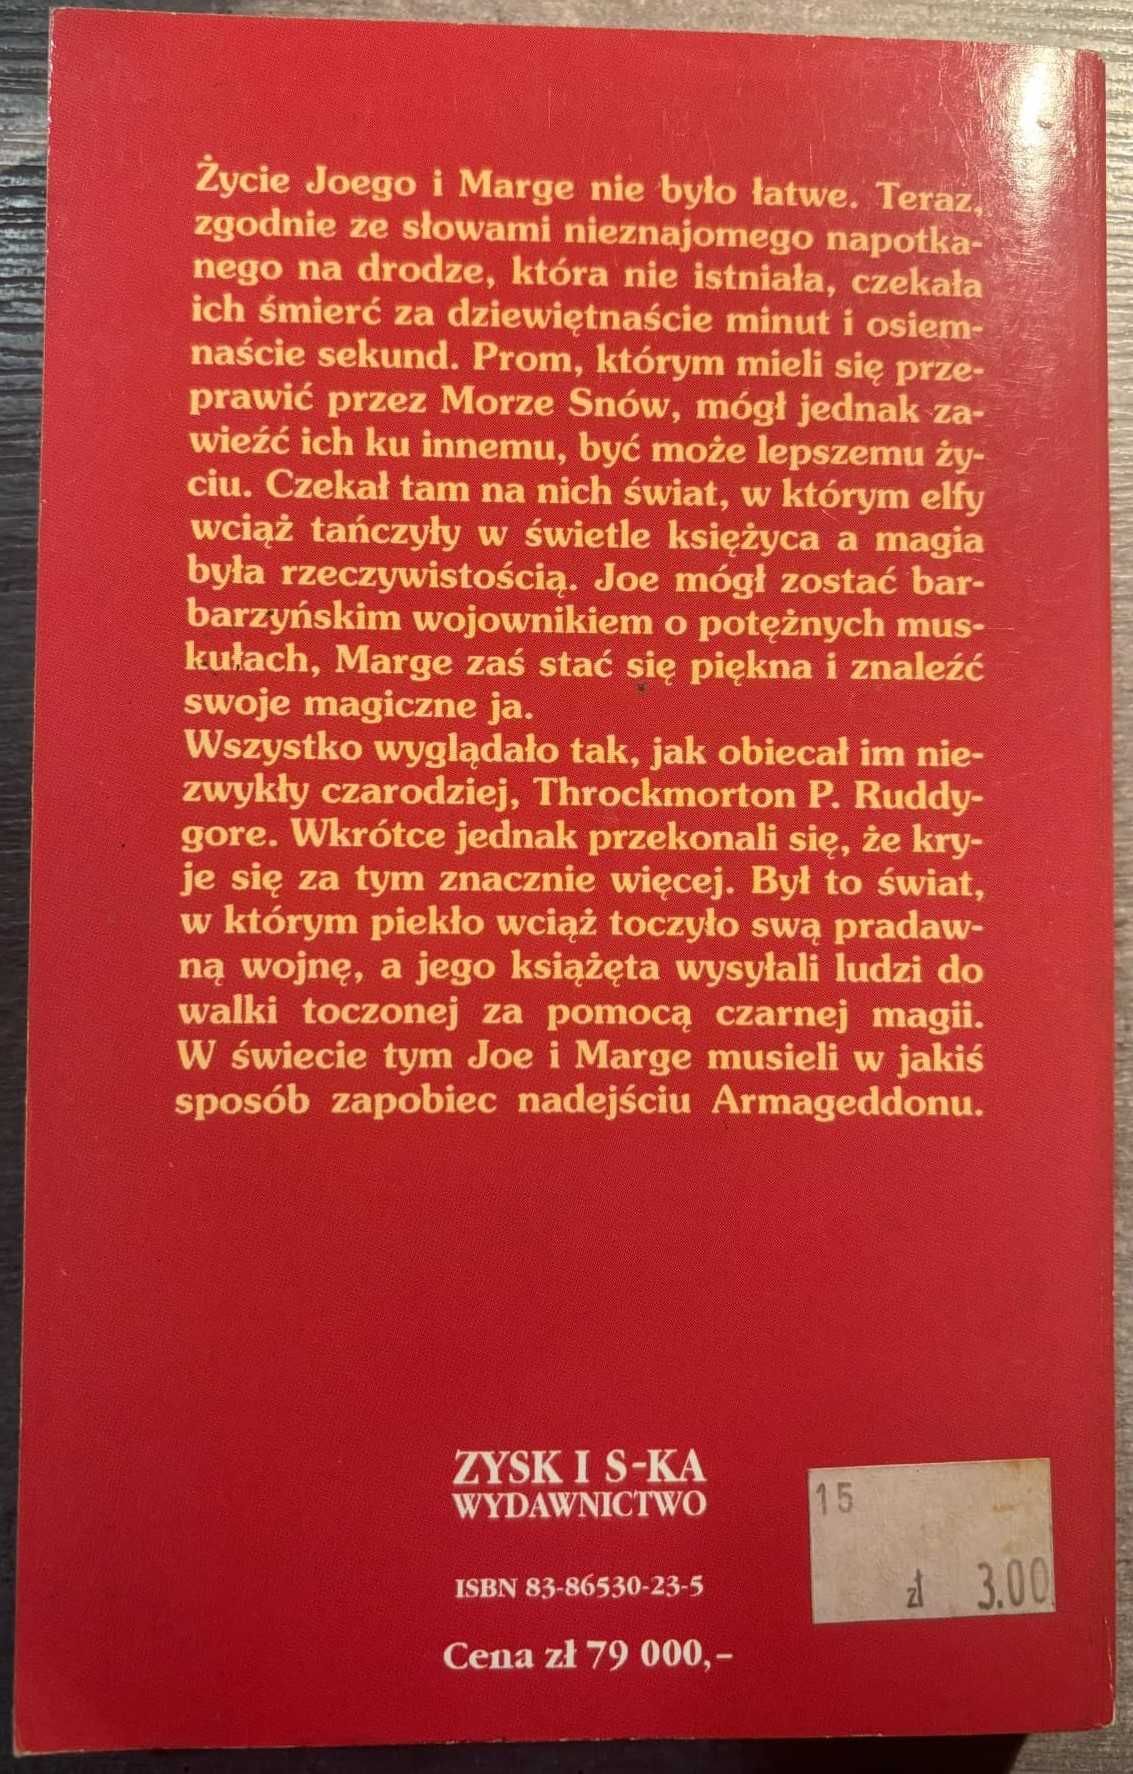 Życie Joego i Marge nie było łatwe. Teraz,
zgodnie ze słowami nieznajomego napotka-
nego na drodze, która nie istniała, czekała
ich śmierć za dziewiętnaście minut i osiem-
naście sekund. Prom, którym mieli się prze-
prawić przez Morze Snów, mógł jednak za-
wieźć ich ku innemu, być może lepszemu ży-
ciu. Czekał tam na nich świat, w którym elfy
wciąż tańczyły w świetle księżyca a magia
była rzeczywistością. Joe mógł zostać bar-
barzyńskim wojownikiem o potężnych mus-
kułach, Marge zaś stać się piękna i znaleźć
swoje magiczne ja.
Wszystko wyglądało tak, jak obiecał im nie-
zwykły czarodziej, Throckmorton P. Ruddy-
gore. Wkrótce jednak przekonali się, że kry-
je się za tym znacznie więcej. Był to świat,
w którym piekło wciąż toczyło swą pradaw-
ną wojnę, a jego książęta wysyłali ludzi do
walki toczonej za pomocą czarnej magii.
W świecie tym Joe i Marge musieli w jakiś
sposób zapobiec nadejściu Armageddonu.
ZYSK I S-KA
WYDAWNICTWO
15
zł 3.00
ISBN 83-86530-23-5
Cena zł 79 000,-